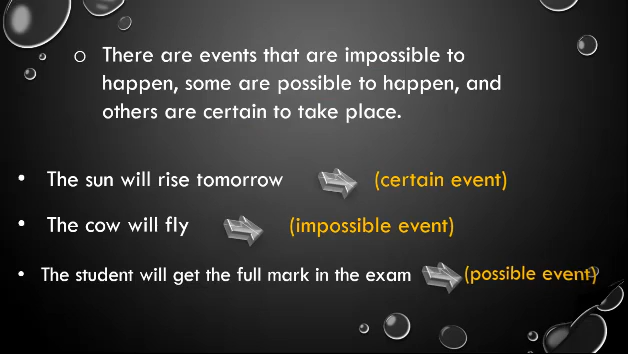 There are events that are impossible to
happen, some are possible to happen, and
others are certain to take place.
The sun will rise tomorrow (certain event)
The cow will fly (impossible event)
The student will get the full mark in the exam (possible event)